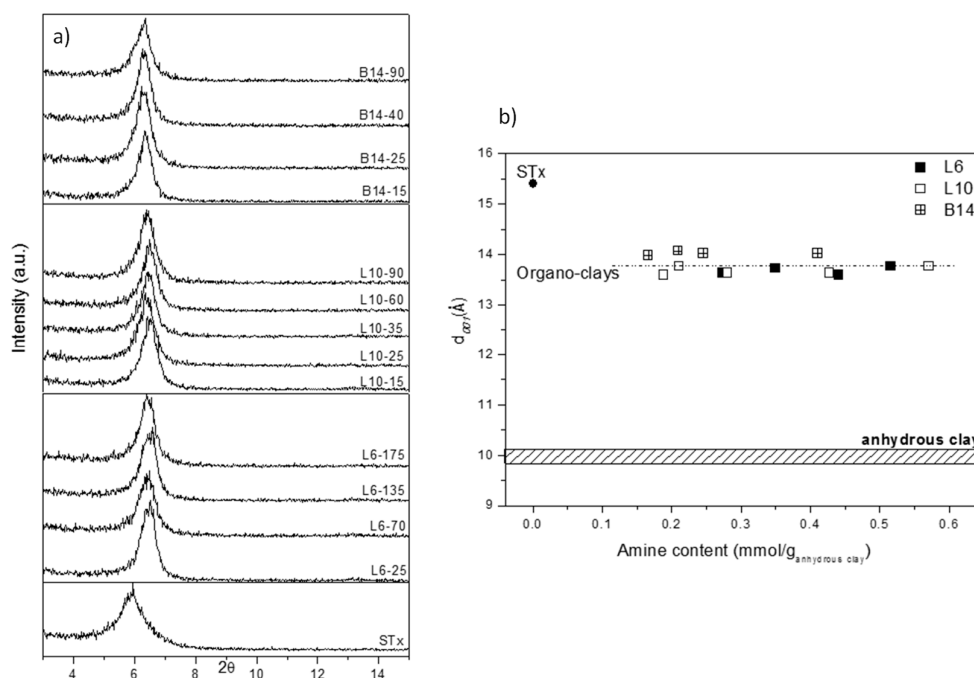 a)
B14-90
B14-40
B14-25
B14-15
L10-90
L10-60
L10-35
L10-25
L10-15
L6-175
L6-135
L6-70
L6-25
STx
Intensity (a.u.)
4 6 8 10 12 14
2θ
b)
16
15
14
13
12
11
10
9
d001(Å)
STx
L6
L10
B14
Organo-clays
anhydrous clay
0.0 0.1 0.2 0.3 0.4 0.5 0.6
Amine content (mmol/g anhydrous clay)